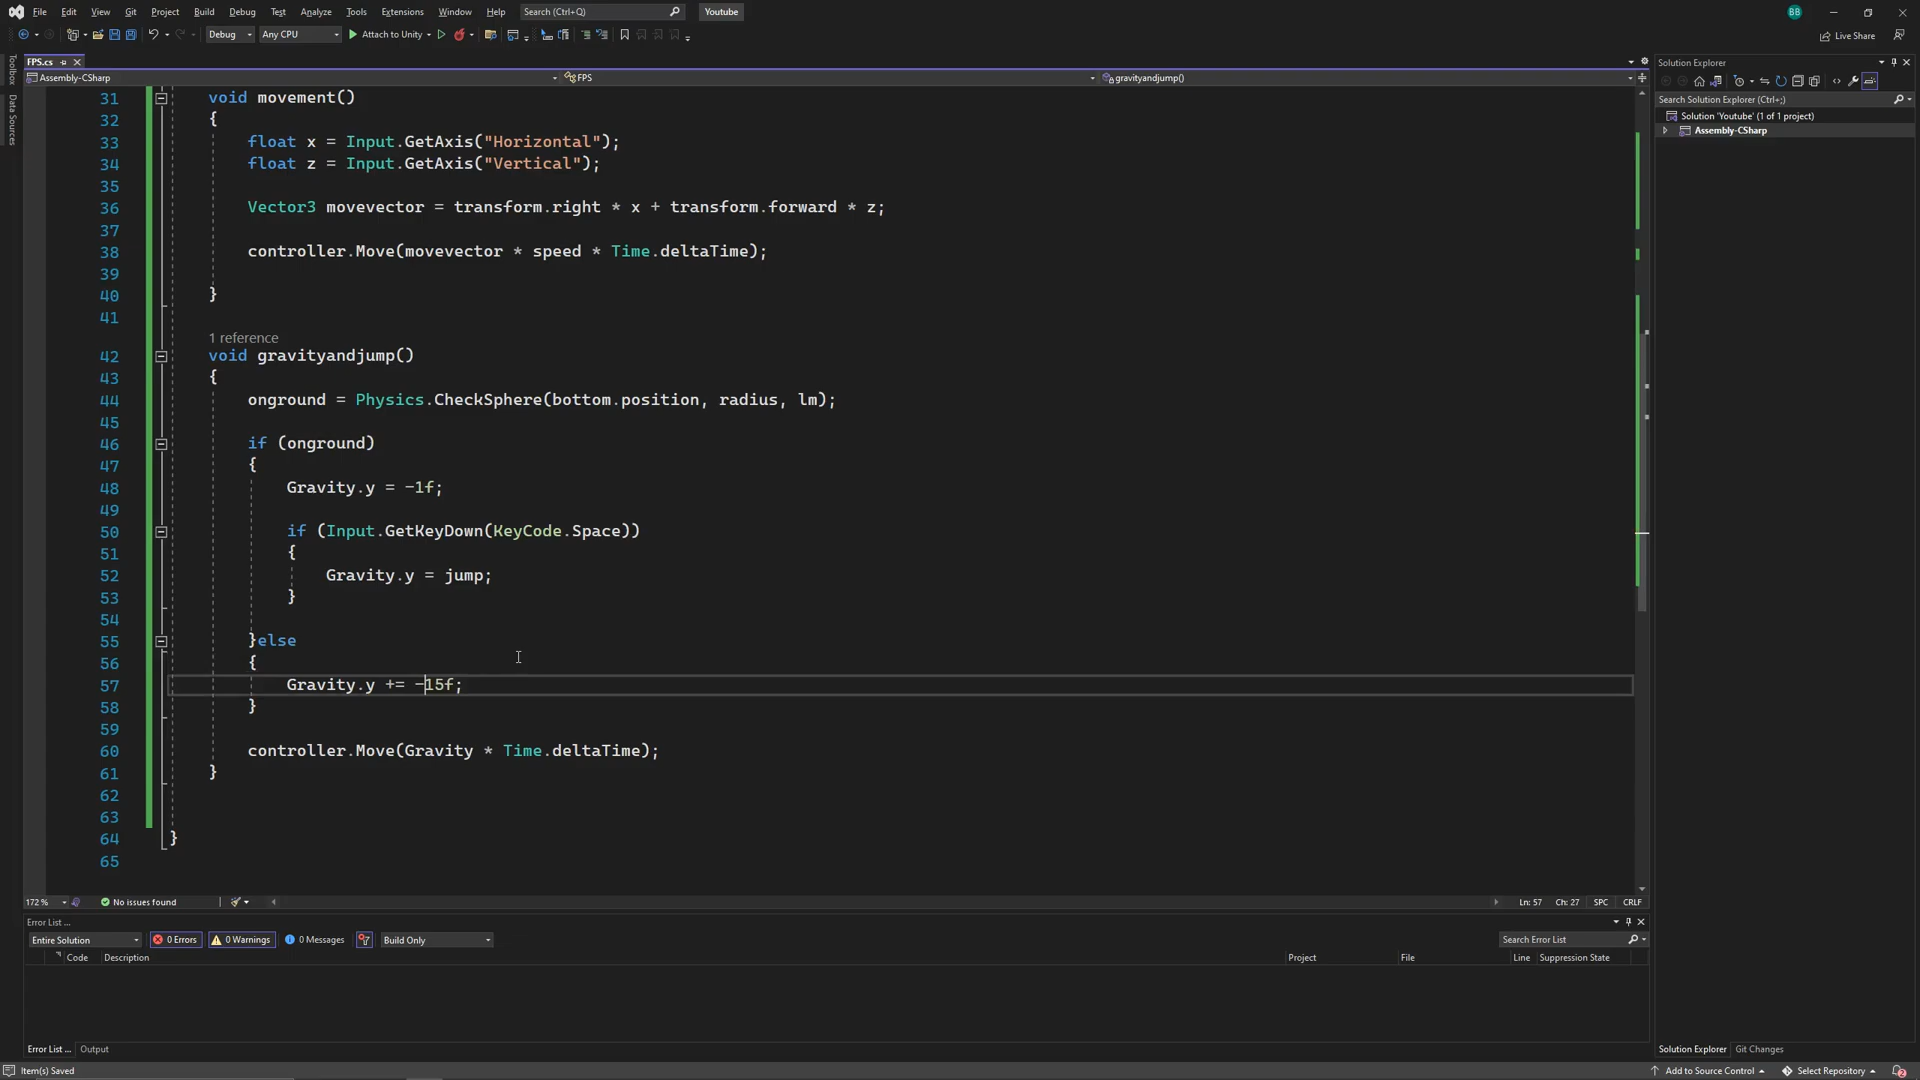 File Edit View Git Project Build Debug Test Analyze Tools Extensions Window Help Search (Ctrl+Q) Youtube BB
Debug Any CPU Attach to Unity Live Share
Toolbox
Data Sources
FPS.cs
Assembly-CSharp FPS gravityandjump()
31 void movement()
32 {
33 float x = Input.GetAxis("Horizontal");
34 float z = Input.GetAxis("Vertical");
35
36 Vector3 movevector = transform.right * x + transform.forward * z;
37
38 controller.Move(movevector * speed * Time.deltaTime);
39
40 }
41
1 reference
42 void gravityandjump()
43 {
44 onground = Physics.CheckSphere(bottom.position, radius, lm);
45
46 if (onground)
47 {
48 Gravity.y = -1f;
49
50 if (Input.GetKeyDown(KeyCode.Space))
51 {
52 Gravity.y = jump;
53 }
54
55 }else
56 {
57 Gravity.y += -15f;
58 }
59
60 controller.Move(Gravity * Time.deltaTime);
61 }
62
63
64 }
65
172 % No issues found Ln: 57 Ch: 27 SPC CRLF
Error List ...
Entire Solution 0 Errors 0 Warnings 0 Messages Build Only Search Error List
Code Description Project File Line Suppression State
Error List ... Output
Solution Explorer
Search Solution Explorer (Ctrl+;)
Solution 'Youtube' (1 of 1 project)
Assembly-CSharp
Solution Explorer Git Changes
Item(s) Saved Add to Source Control Select Repository 2